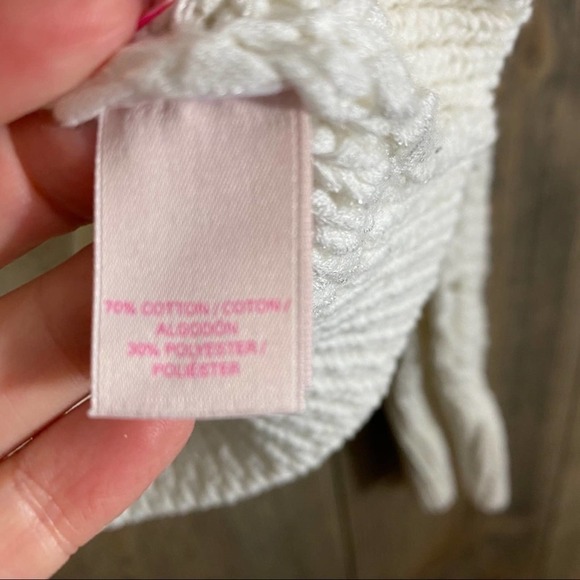 70% COTTON / COTON /
ALGODÓN
30% POLYESTER /
POLIÉSTER